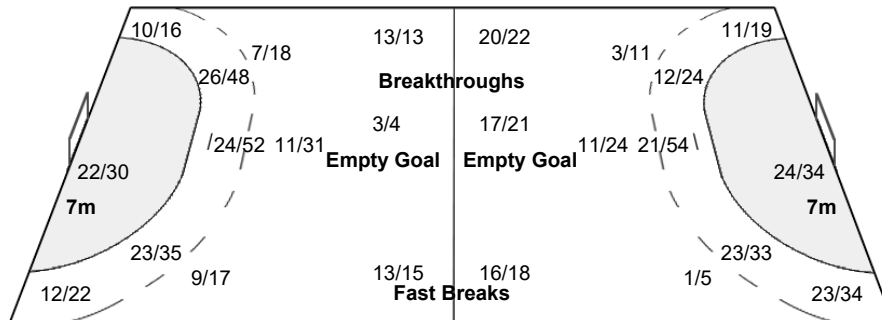 10/16 13/13 20/22 11/19
7/18 3/11
26/48 Breakthroughs 12/24
3/4 17/21
24/52 11/31 11/24 21/54
Empty Goal Empty Goal
22/30 24/34
7m 7m
23/35 23/33
9/17 13/15 16/18 1/5
12/22 Fast Breaks 23/34